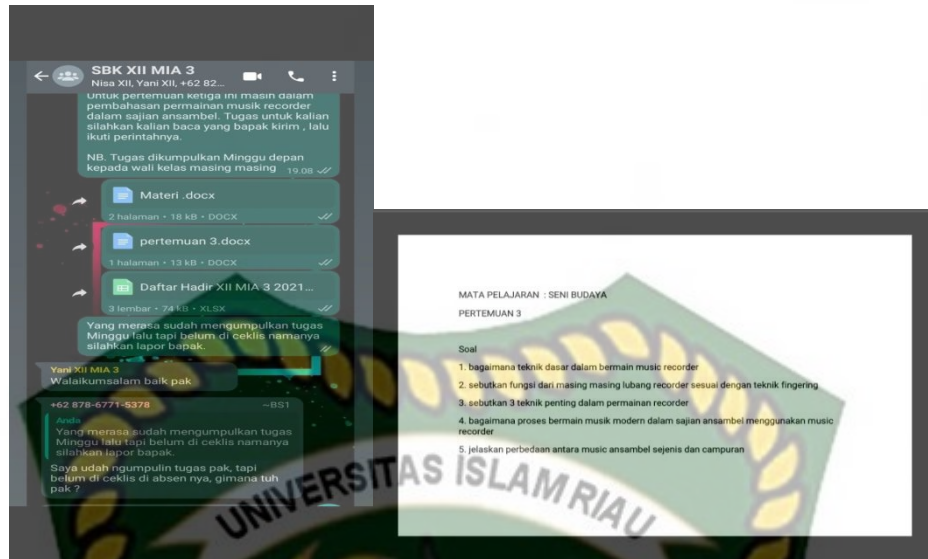 SBK XII MIA 3
Nisa XII, Yani XII, +62 82...
Untuk pertemuan ketiga ini masih dalam
pembahasan permainan musik recorder
dalam sajian ansambel. Tugas untuk kalian
silahkan kalian baca yang bapak kirim , lalu
ikuti perintahnya.
NB. Tugas dikumpulkan Minggu depan
kepada wali kelas masing masing 19.08
Materi .docx
2 halaman • 18 kB • DOCX
pertemuan 3.docx
1 halaman • 13 kB • DOCX
Daftar Hadir XII MIA 3 2021...
3 lembar • 74 kB • XLSX
Yang merasa sudah mengumpulkan tugas
Minggu lalu tapi belum di ceklis namanya
silahkan lapor bapak.
Yani XII MIA 3
Walaikumsalam baik pak
+62 878-6771-5378 ~BS1
Anda
Yang merasa sudah mengumpulkan tugas
Minggu lalu tapi belum di ceklis namanya
silahkan lapor bapak.
Saya udah ngumpulin tugas pak, tapi
belum di ceklis di absen nya, gimana tuh
pak ?
MATA PELAJARAN : SENI BUDAYA
PERTEMUAN 3
Soal
1. bagaimana teknik dasar dalam bermain music recorder
2. sebutkan fungsi dari masing masing lubang recorder sesuai dengan teknik fingering
3. sebutkan 3 teknik penting dalam permainan recorder
4. bagaimana proses bermain musik modern dalam sajian ansambel menggunakan music
recorder
5. jelaskan perbedaan antara music ansambel sejenis dan campuran
UNIVERSITAS ISLAM RIAU